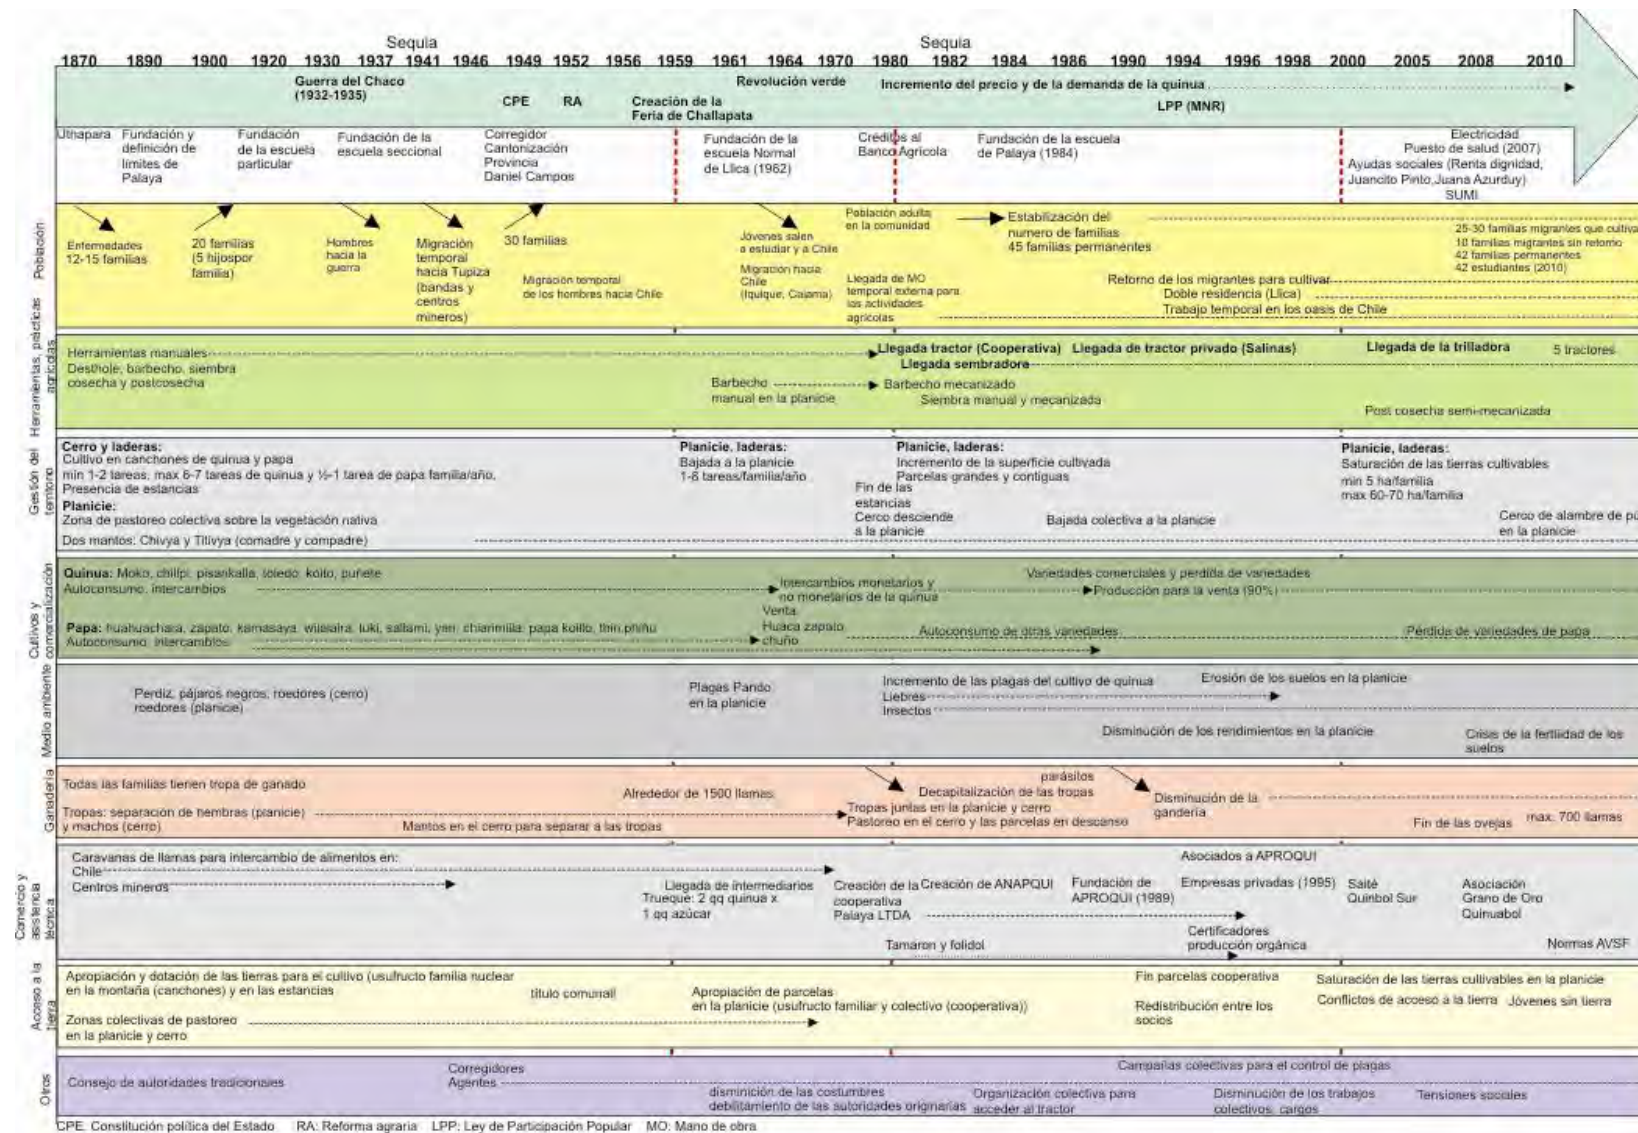 Sequia
Sequia
1870 1890 1900 1920 1930 1941 1946 1949 1952 1956 1959 1961 1964 1970 1980 1982 1984 1986 1990 1994 1996 1998 2000 2005 2008 2010
Guerra del Chaco
(1932-1935)
CPE
RA
Creación de la
Feria de Challapata
Revolución verde
Incremento del precio y de la demanda de la quinua
LPP (MNR)
Uthapara
Fundación y
definición de
limites de
Palaya
Fundación
de la escuela
particular
Fundación de la
escuela seccional
Corregidor
Cantonización
Provincia
Daniel Campos
Fundación de la
escuela Normal
de Llica (1962)
Créditos al
Banco Agricola
Fundación de la escuela
de Palaya (1984)
Electricidad
Puesto de salud (2007)
Ayudas sociales (Renta dignidad,
Juancito Pinto,Juana Azurduy)
SUMI
Población
Enfermedades
12-15 familias
20 familias
(5 hijospor
familia)
Hombres
hacia la
guerra
Migración
temporal
hacia Tupiza
(bandas y
centros
mineros)
30 familias
Migración temporal
de los hombres hacia Chile
Jóvenes salen
a estudiar y a Chile
Migración hacia
Chile
(Iquique, Calama)
Población adulta
en la comunidad
Llegada de MO
temporal externa para
las actividades
agrícolas
Estabilización del
numero de familias
45 familias permanentes
Retorno de los migrantes para cultivar
Doble residencia (Llica)
Trabajo temporal en los oasis de Chile
25-30 familias migrantes que cultiva
10 familias migrantes sin retorno
42 familias permanentes
42 estudiantes (2010)
Herramientas, prácticas
agrícolas
Herramientas manuales
Desthole, barbecho, siembra
cosecha y postcosecha
Barbecho
manual en la planicie
Llegada tractor (Cooperativa)
Llegada sembradora
Barbecho mecanizado
Siembra manual y mecanizada
Llegada de tractor privado (Salinas)
Llegada de la trilladora
5 tractores
Post cosecha semi-mecanizada
Gestión del
territorio
Cerro y laderas:
Cultivo en canchones de quinua y papa
min 1-2 tareas, max 6-7 tareas de quinua y ½-1 tarea de papa familia/año.
Presencia de estancias
Planicie:
Zona de pastoreo colectiva sobre la vegetación nativa
Dos mantos: Chivya y Titivya (comadre y compadre)
Planicie, laderas:
Bajada a la planicie
1-8 tareas/familia/año
Planicie, laderas:
Incremento de la superficie cultivada
Parcelas grandes y contiguas
Fin de las
estancias
Cerco desciende
a la planicie
Bajada colectiva a la planicie
Planicie, laderas:
Saturación de las tierras cultivables
min 5 ha/familia
max 60-70 ha/familia
Cerco de alambre de pú
en la planicie
Cultivos y
comercialización
Quinua: Moko, chillpi, pisankalla, toledo, koito, puñete
Autoconsumo, intercambios
Intercambios monetarios y
no monetarios de la quinua
Variedades comerciales y perdida de variedades
Producción para la venta (90%)
Papa: huahuachara, zapato, kamasaya, luki, sallami, yari, chiarimilla, papa koillo,
Autoconsumo, intercambios
Venta
Huaca zapato
chuño
Autoconsumo de otras variedades
Pérdida de variedades de papa
Medio ambiente
Perdiz, pájaros negros, roedores (cerro)
roedores (planicie)
Plagas Pando
en la planicie
Incremento de las plagas del cultivo de quinua
Liebres
Insectos
Erosión de los suelos en la planicie
Disminución de los rendimientos en la planicie
Crisis de la fertilidad de los
suelos
Ganadería
Todas las familias tienen tropa de ganado
Tropas: separación de hembras (planicie)
y machos (cerro)
Mantos en el cerro para separar a las tropas
Alrededor de 1500 llamas
parásitos
Decapitalización de las tropas
Tropas juntas en la planicie y cerro
Pastoreo en el cerro y las parcelas en descanso
Disminución de la
gandería
Fin de las ovejas
max: 700 llamas
Comercio y
asistencia
técnica
Caravanas de llamas para intercambio de alimentos en:
Chile
Centros mineros
Llegada de intermediarios
Trueque: 2 qq quinua x
1 qq azúcar
Creación de la
cooperativa
Palaya LTDA
Creación de ANAPQUI
Tamaron y folidol
Fundación de
APROQUI (1989)
Asociados a APROQUI
Empresas privadas (1995)
Certificadores
producción orgánica
Saité
Quinbol Sur
Asociación
Grano de Oro
Quinuabol
Normas AVSF
Acceso a la
tierra
Apropiación y dotación de las tierras para el cultivo (usufructo familia nuclear
en la montaña (canchones) y en las estancias
Zonas colectivas de pastoreo
en la planicie y cerro
título comunal
Apropiación de parcelas
en la planicie (usufructo familiar y colectivo (cooperativa))
Fin parcelas cooperativa
Redistribución entre los
socios
Saturación de las tierras cultivables en la planicie
Conflictos de acceso a la tierra
Jóvenes sin tierra
Otros
Consejo de autoridades tradicionales
Corregidores
Agentes
disminición de las costumbres
debilitamiento de las autoridades originarias
Organización colectiva para
acceder al tractor
Campañas colectivas para el control de plagas
Disminución de los trabajos
colectivos, cargos
Tensiones sociales
CPE: Constitución política del Estado RA: Reforma agraria LPP: Ley de Participación Popular MO: Mano de obra